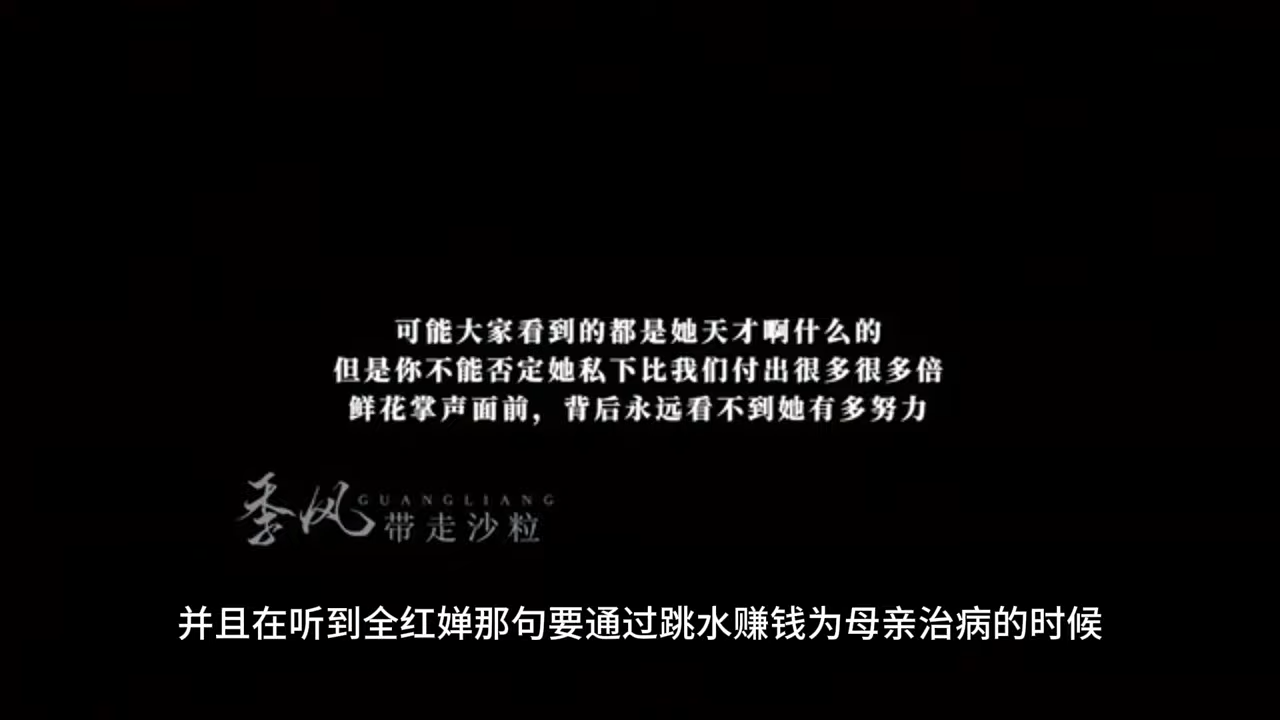 可能大家看到的都是她天才啊什么的
但是你不能否定她私下比我们付出很多很多倍
鲜花掌声面前，背后永远看不到她有多努力
季风
GUANGLIANG
带走沙粒
并且在听到全红婵那句要通过跳水赚钱为母亲治病的时候